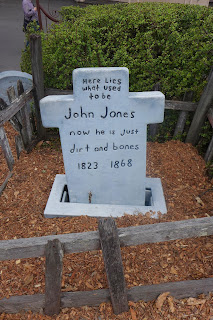 Here lies
what used
to be
John Jones
now he is just
dirt and bones
1823 - 1868